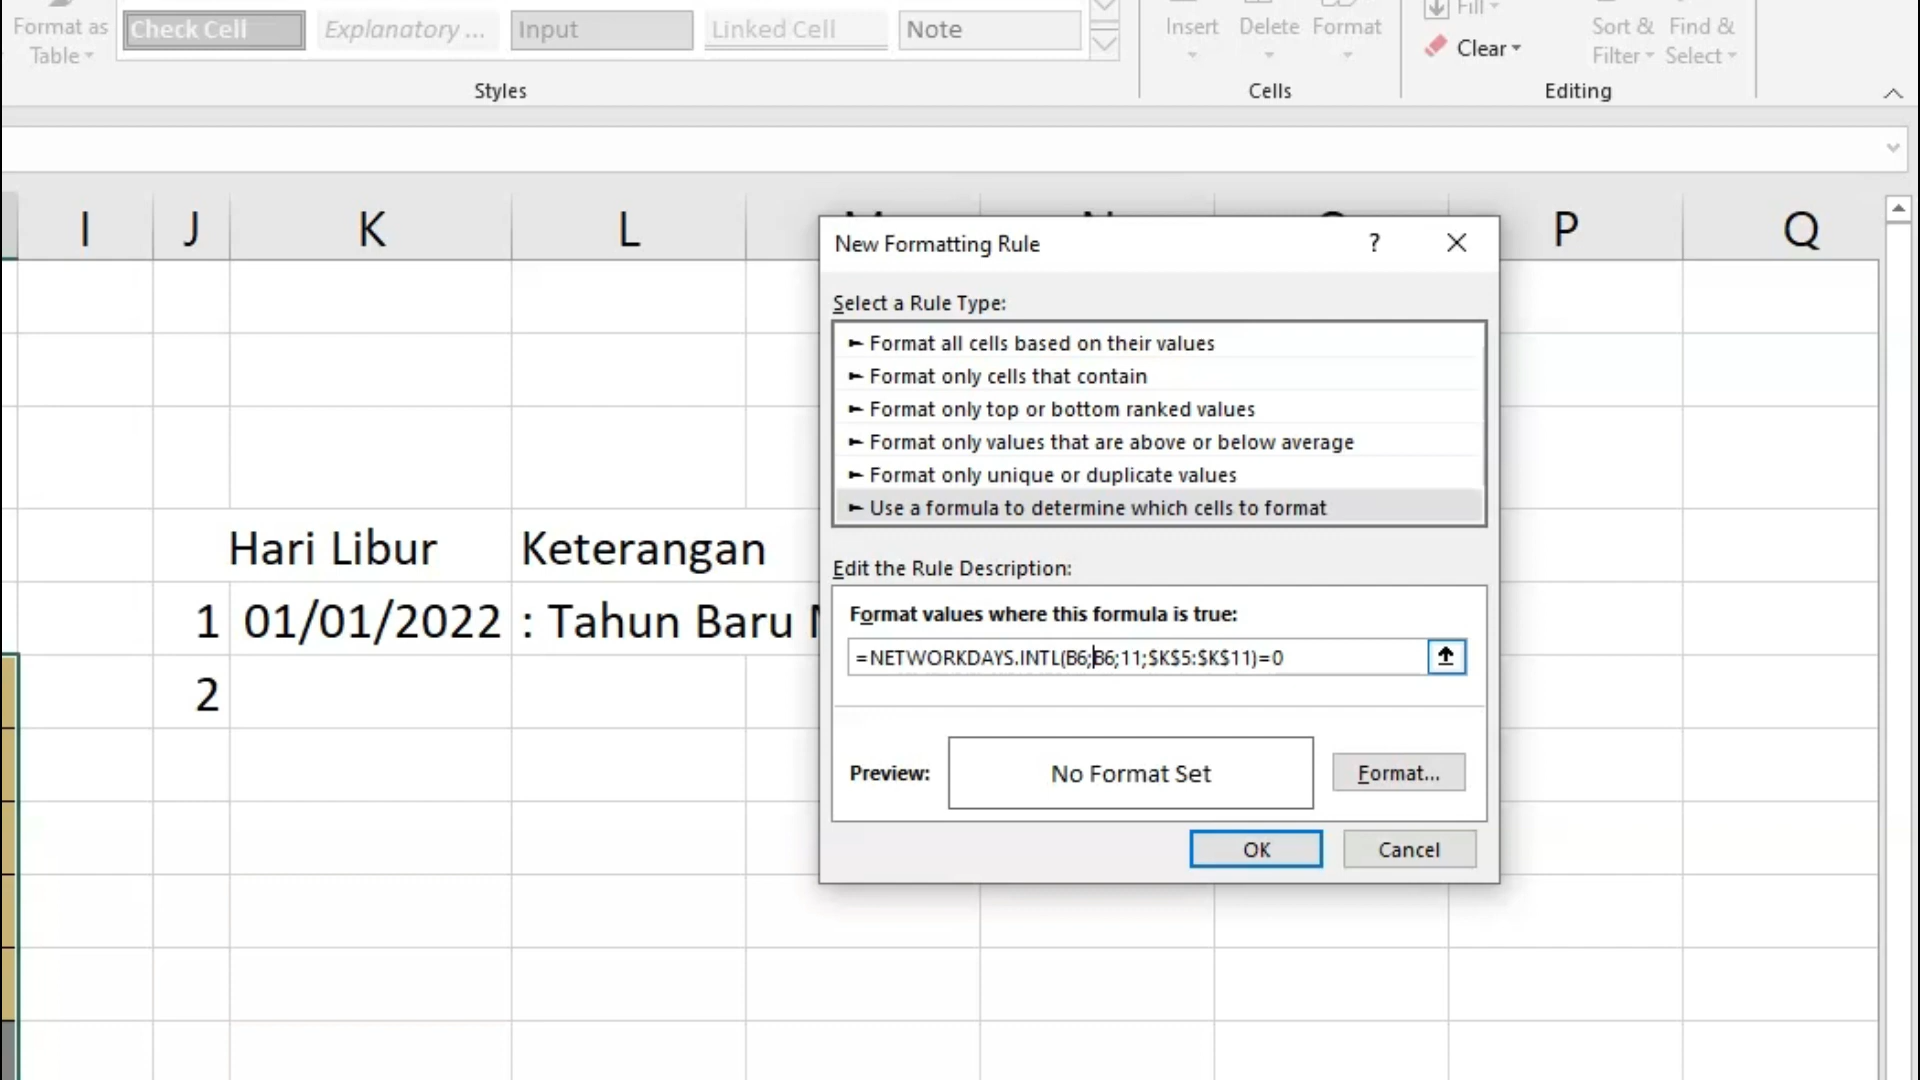 Format as
Table
Check Cell
Explanatory ...
Input
Linked Cell
Note
Insert
Delete
Format
Fill
Clear
Sort &
Filter
Find &
Select
Styles
Cells
Editing
I
J
K
L
P
Q
New Formatting Rule
?
Select a Rule Type:
► Format all cells based on their values
► Format only cells that contain
► Format only top or bottom ranked values
► Format only values that are above or below average
► Format only unique or duplicate values
► Use a formula to determine which cells to format
Edit the Rule Description:
Format values where this formula is true:
=NETWORKDAYS.INTL(B6;B6;11;$K$5:$K$11)=0
Preview:
No Format Set
Format...
OK
Cancel
Hari Libur
Keterangan
1
01/01/2022
: Tahun Baru
2